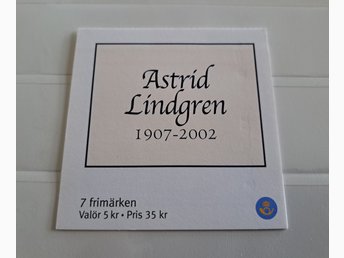 Astrid
Lindgren
1907-2002
7 frimärken
Valör 5 kr • Pris 35 kr